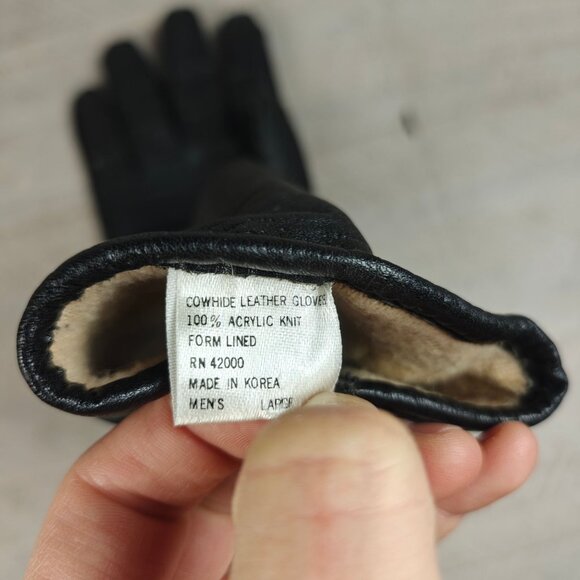 COWHIDE LEATHER GLOVES
100% ACRYLIC KNIT
FORM LINED
RN 42000
MADE IN KOREA
MEN'S LARGE